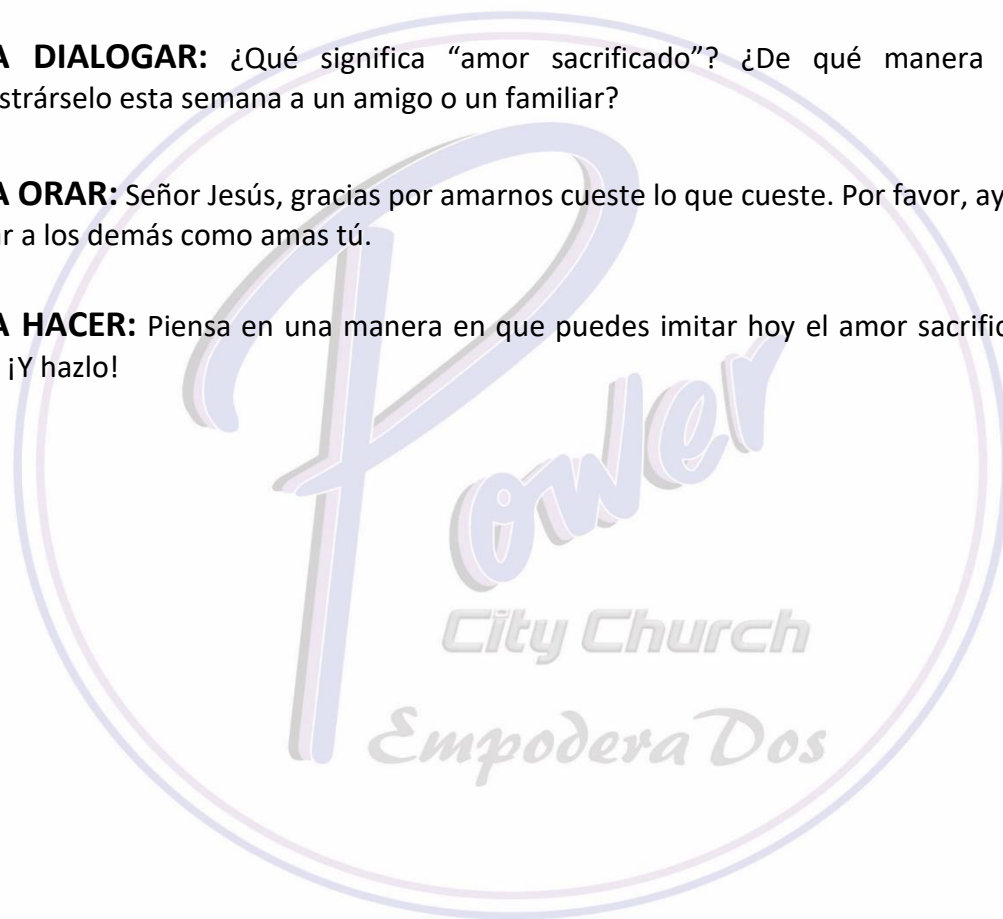 A DIALOGAR: ¿Qué significa “amor sacrificado”? ¿De qué manera
strárselo esta semana a un amigo o un familiar?
A ORAR: Señor Jesús, gracias por amarnos cueste lo que cueste. Por favor, ay
r a los demás como amas tú.
A HACER: Piensa en una manera en que puedes imitar hoy el amor sacrific
¡Y hazlo!
Power
City Church
Empodera Dos